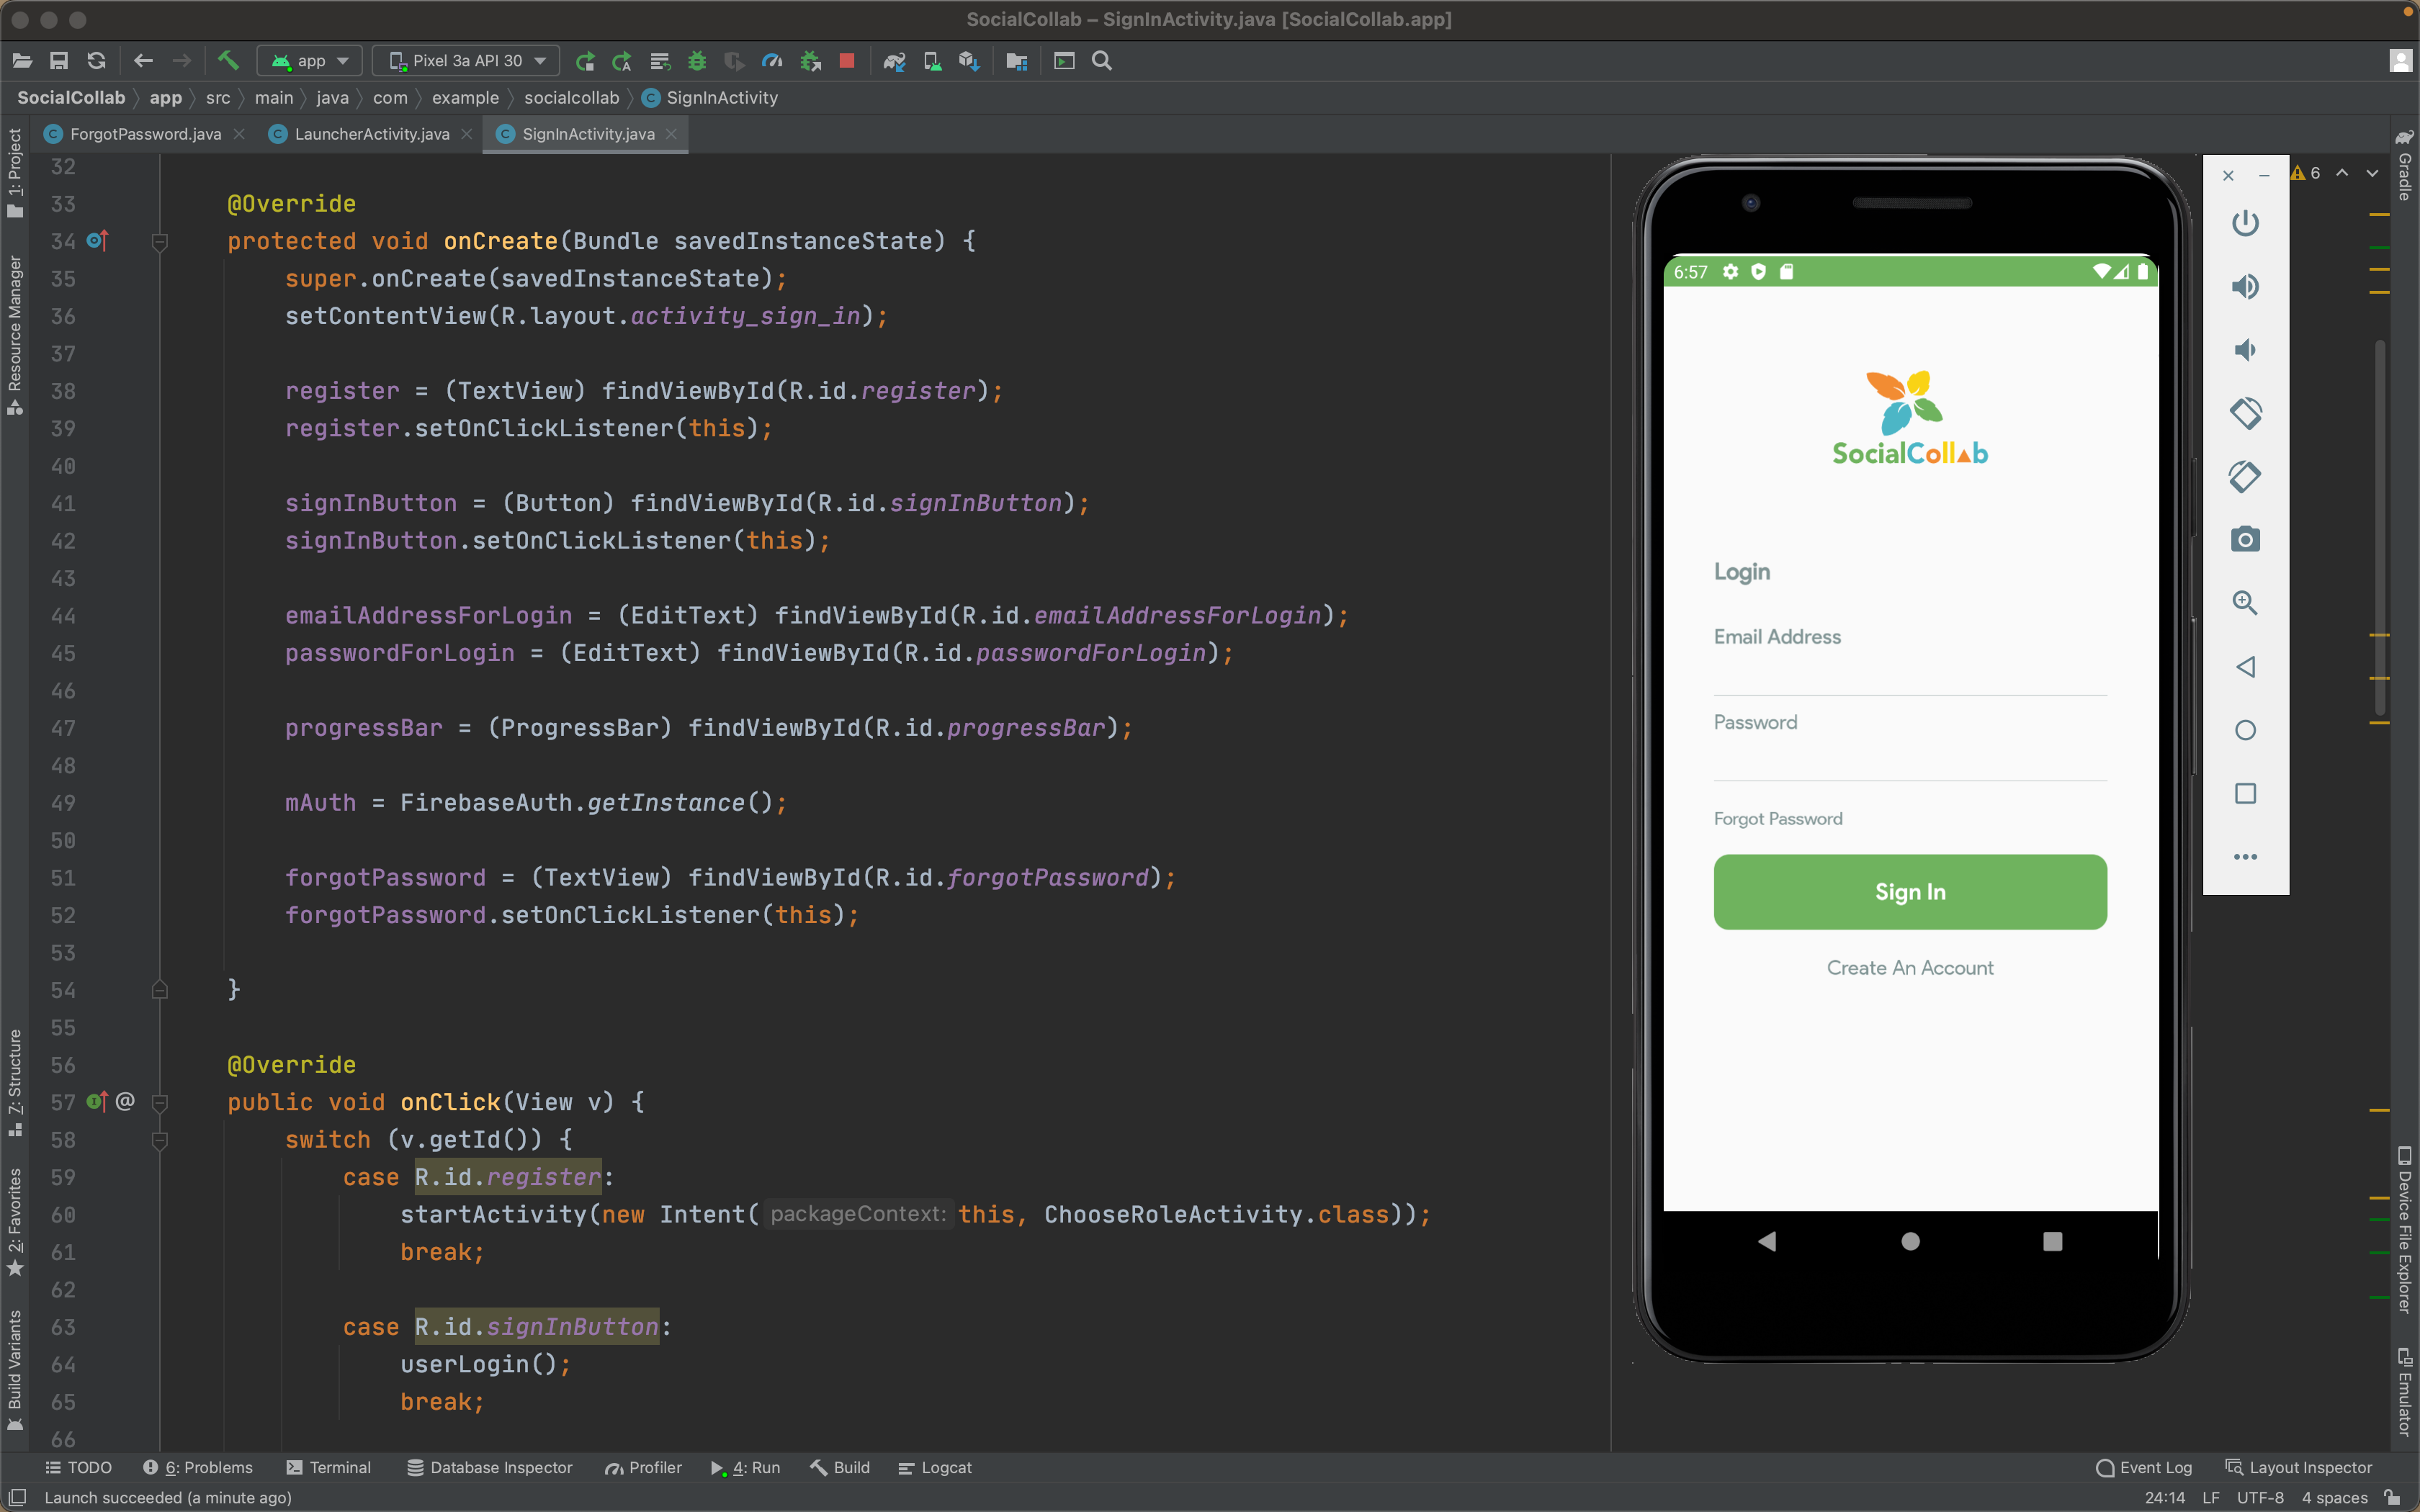 SocialCollab – SignInActivity.java [SocialCollab.app]
app
Pixel 3a API 30
SocialCollab
app
src
main
java
com
example
socialcollab
SignInActivity
ForgotPassword.java
LauncherActivity.java
SignInActivity.java
1: Project
Resource Manager
7: Structure
2: Favorites
Build Variants
32
33 @Override
34 protected void onCreate(Bundle savedInstanceState) {
35 super.onCreate(savedInstanceState);
36 setContentView(R.layout.activity_sign_in);
37
38 register = (TextView) findViewById(R.id.register);
39 register.setOnClickListener(this);
40
41 signInButton = (Button) findViewById(R.id.signInButton);
42 signInButton.setOnClickListener(this);
43
44 emailAddressForLogin = (EditText) findViewById(R.id.emailAddressForLogin);
45 passwordForLogin = (EditText) findViewById(R.id.passwordForLogin);
46
47 progressBar = (ProgressBar) findViewById(R.id.progressBar);
48
49 mAuth = FirebaseAuth.getInstance();
50
51 forgotPassword = (TextView) findViewById(R.id.forgotPassword);
52 forgotPassword.setOnClickListener(this);
53
54 }
55
56 @Override
57 @ public void onClick(View v) {
58 switch (v.getId()) {
59 case R.id.register:
60 startActivity(new Intent( packageContext: this, ChooseRoleActivity.class));
61 break;
62
63 case R.id.signInButton:
64 userLogin();
65 break;
66
6:57
SocialCollab
Login
Email Address
Password
Forgot Password
Sign In
Create An Account
6
Gradle
Device File Explorer
Emulator
TODO
6: Problems
Terminal
Database Inspector
Profiler
4: Run
Build
Logcat
Event Log
Layout Inspector
Launch succeeded (a minute ago)
24:14 LF UTF-8 4 spaces